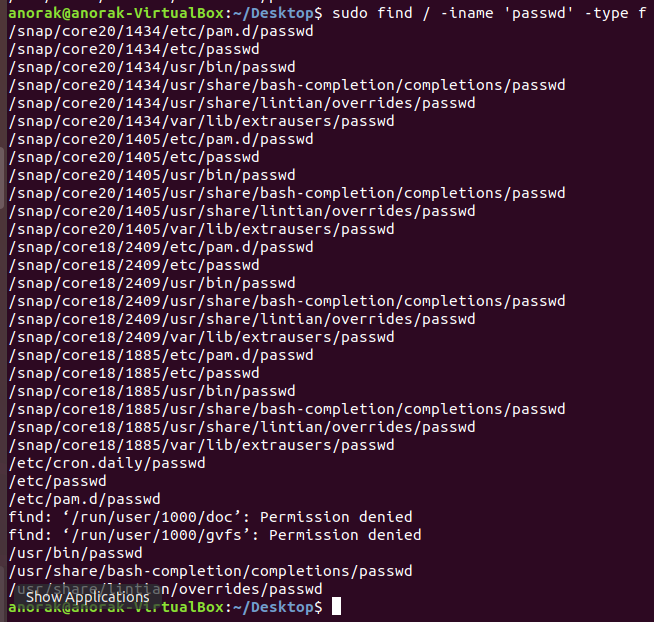 anorak@anorak-VirtualBox:~/Desktop$ sudo find / -iname 'passwd' -type f
/snap/core20/1434/etc/pam.d/passwd
/snap/core20/1434/etc/passwd
/snap/core20/1434/usr/bin/passwd
/snap/core20/1434/usr/share/bash-completion/completions/passwd
/snap/core20/1434/usr/share/lintian/overrides/passwd
/snap/core20/1434/var/lib/extrausers/passwd
/snap/core20/1405/etc/pam.d/passwd
/snap/core20/1405/etc/passwd
/snap/core20/1405/usr/bin/passwd
/snap/core20/1405/usr/share/bash-completion/completions/passwd
/snap/core20/1405/usr/share/lintian/overrides/passwd
/snap/core20/1405/var/lib/extrausers/passwd
/snap/core18/2409/etc/pam.d/passwd
/snap/core18/2409/etc/passwd
/snap/core18/2409/usr/bin/passwd
/snap/core18/2409/usr/share/bash-completion/completions/passwd
/snap/core18/2409/usr/share/lintian/overrides/passwd
/snap/core18/2409/var/lib/extrausers/passwd
/snap/core18/1885/etc/pam.d/passwd
/snap/core18/1885/etc/passwd
/snap/core18/1885/usr/bin/passwd
/snap/core18/1885/usr/share/bash-completion/completions/passwd
/snap/core18/1885/usr/share/lintian/overrides/passwd
/snap/core18/1885/var/lib/extrausers/passwd
/etc/cron.daily/passwd
/etc/passwd
/etc/pam.d/passwd
find: ‘/run/user/1000/doc’: Permission denied
find: ‘/run/user/1000/gvfs’: Permission denied
/usr/bin/passwd
/usr/share/bash-completion/completions/passwd
/usr/share/lintian/overrides/passwd
Show Applications
anorak@anorak-VirtualBox:~/Desktop$